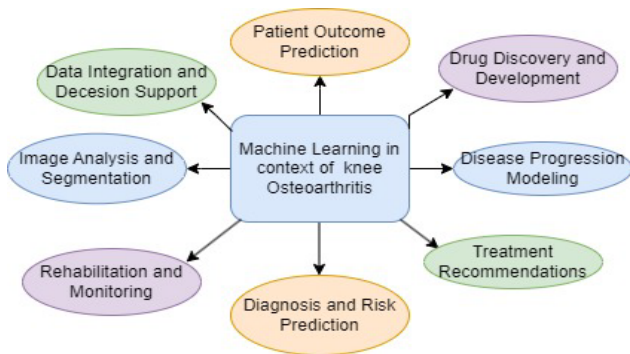 Patient Outcome
Prediction
Data Integration and
Decesion Support
Drug Discovery and
Development
Image Analysis and
Segmentation
Machine Learning in
context of knee
Osteoarthritis
Disease Progression
Modeling
Rehabilitation and
Monitoring
Treatment
Recommendations
Diagnosis and Risk
Prediction